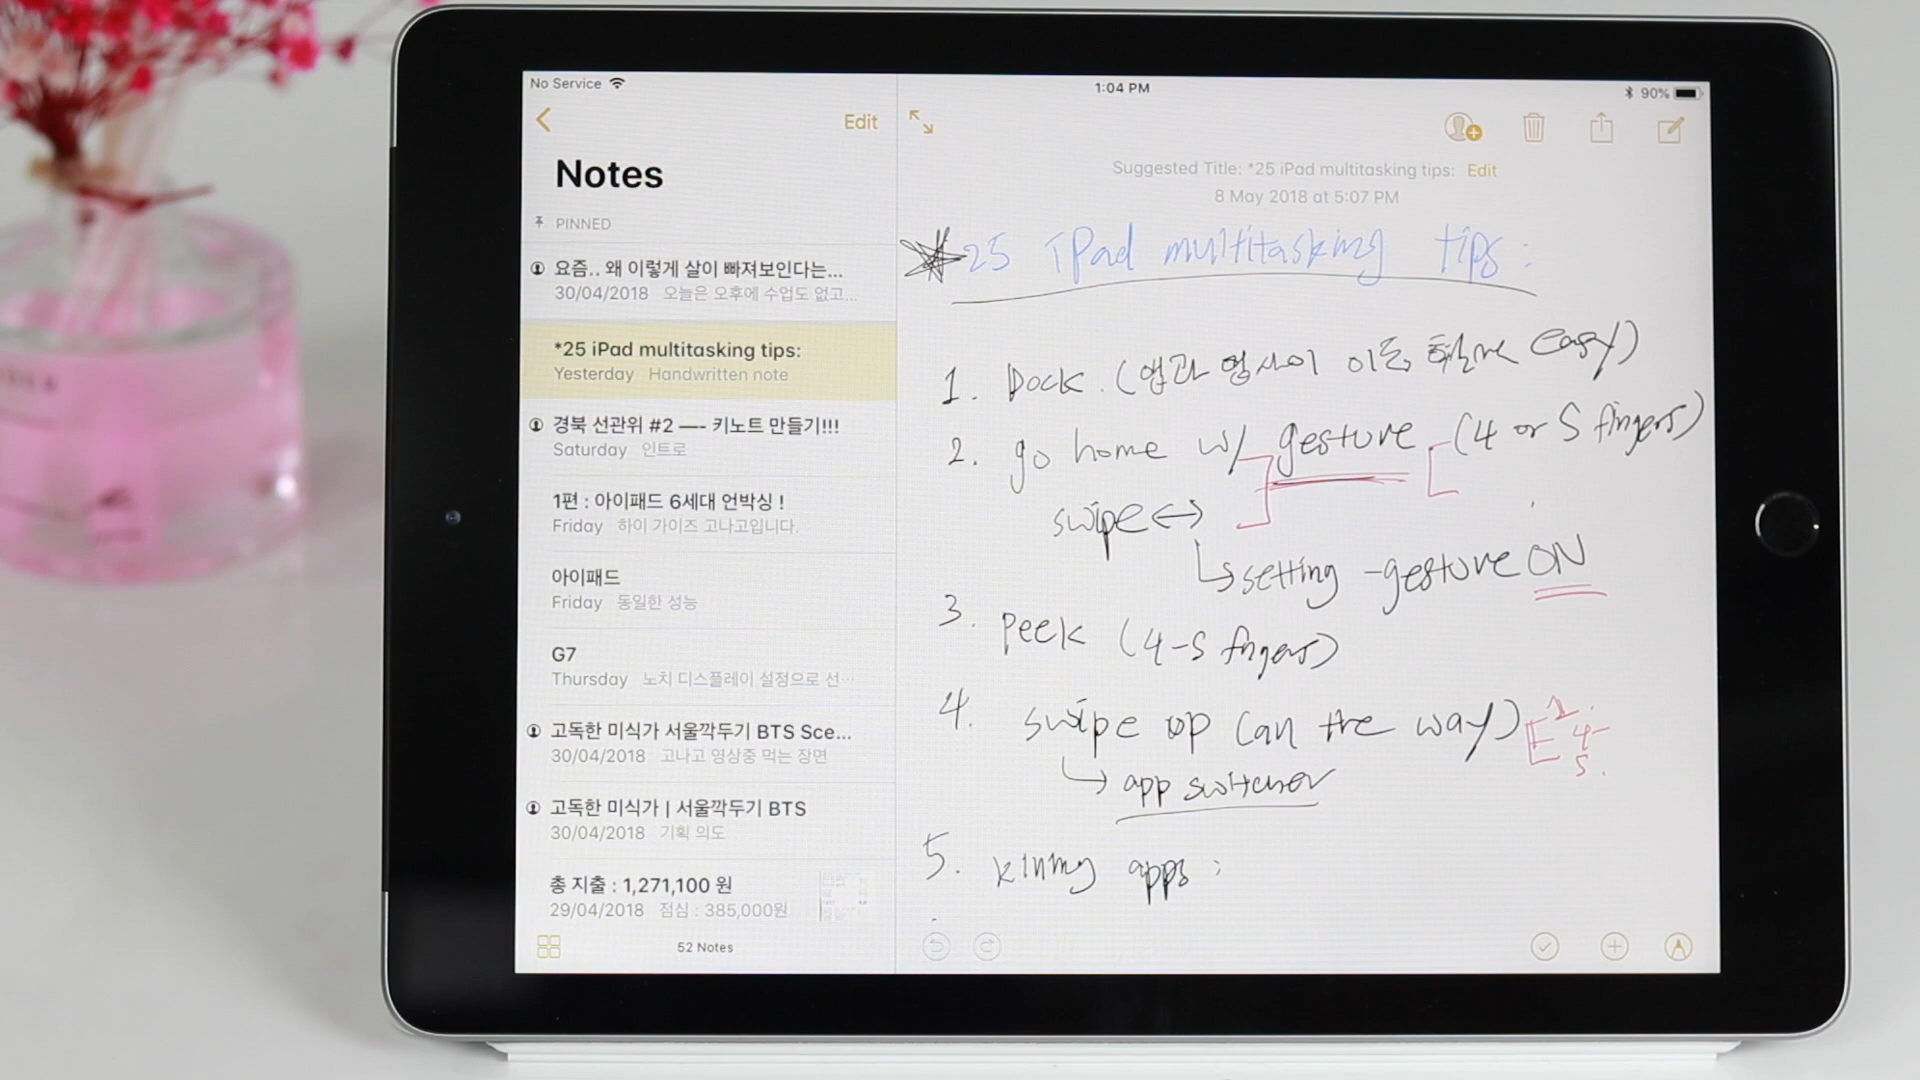 No Service
1:04 PM
90%
Edit
Notes
PINNED
요즘.. 왜 이렇게 살이 빠져보인다는...
30/04/2018 오늘은 오후에 수업도 없고...
*25 iPad multitasking tips:
Yesterday Handwritten note
경북 선관위 #2 —- 키노트 만들기!!!
Saturday 인트로
1편 : 아이패드 6세대 언박싱 !
Friday 하이 가이즈 고나고입니다.
아이패드
Friday 동일한 성능
G7
Thursday 노치 디스플레이 설정으로 선…
고독한 미식가 서울깍두기 BTS Sce...
30/04/2018 고나고 영상중 먹는 장면
고독한 미식가 | 서울깍두기 BTS
30/04/2018 기획 의도
총 지출 : 1,271,100 원
29/04/2018 점심 : 385,000원
52 Notes
Suggested Title: *25 iPad multitasking tips: Edit
8 May 2018 at 5:07 PM
*25 iPad multitasking tips:
1. Dock. (앱과 앱사이 이동 easy)
2. go home w/ gesture (4 or 5 fingers)
swipe ↔
↳ setting - gesture ON
3. Peek (4-5 fingers)
4. swipe up (all the way) 4 5.
↳ app switcher
5. killing apps :